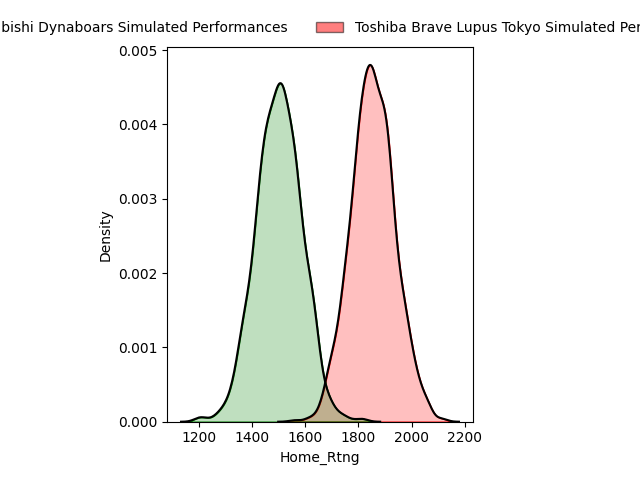 bishi Dynaboars Simulated Performances
Toshiba Brave Lupus Tokyo Simulated Per
0.005
0.004
0.003
0.002
0.001
0.000
Density
1200 1400 1600 1800 2000 2200
Home_Rtng